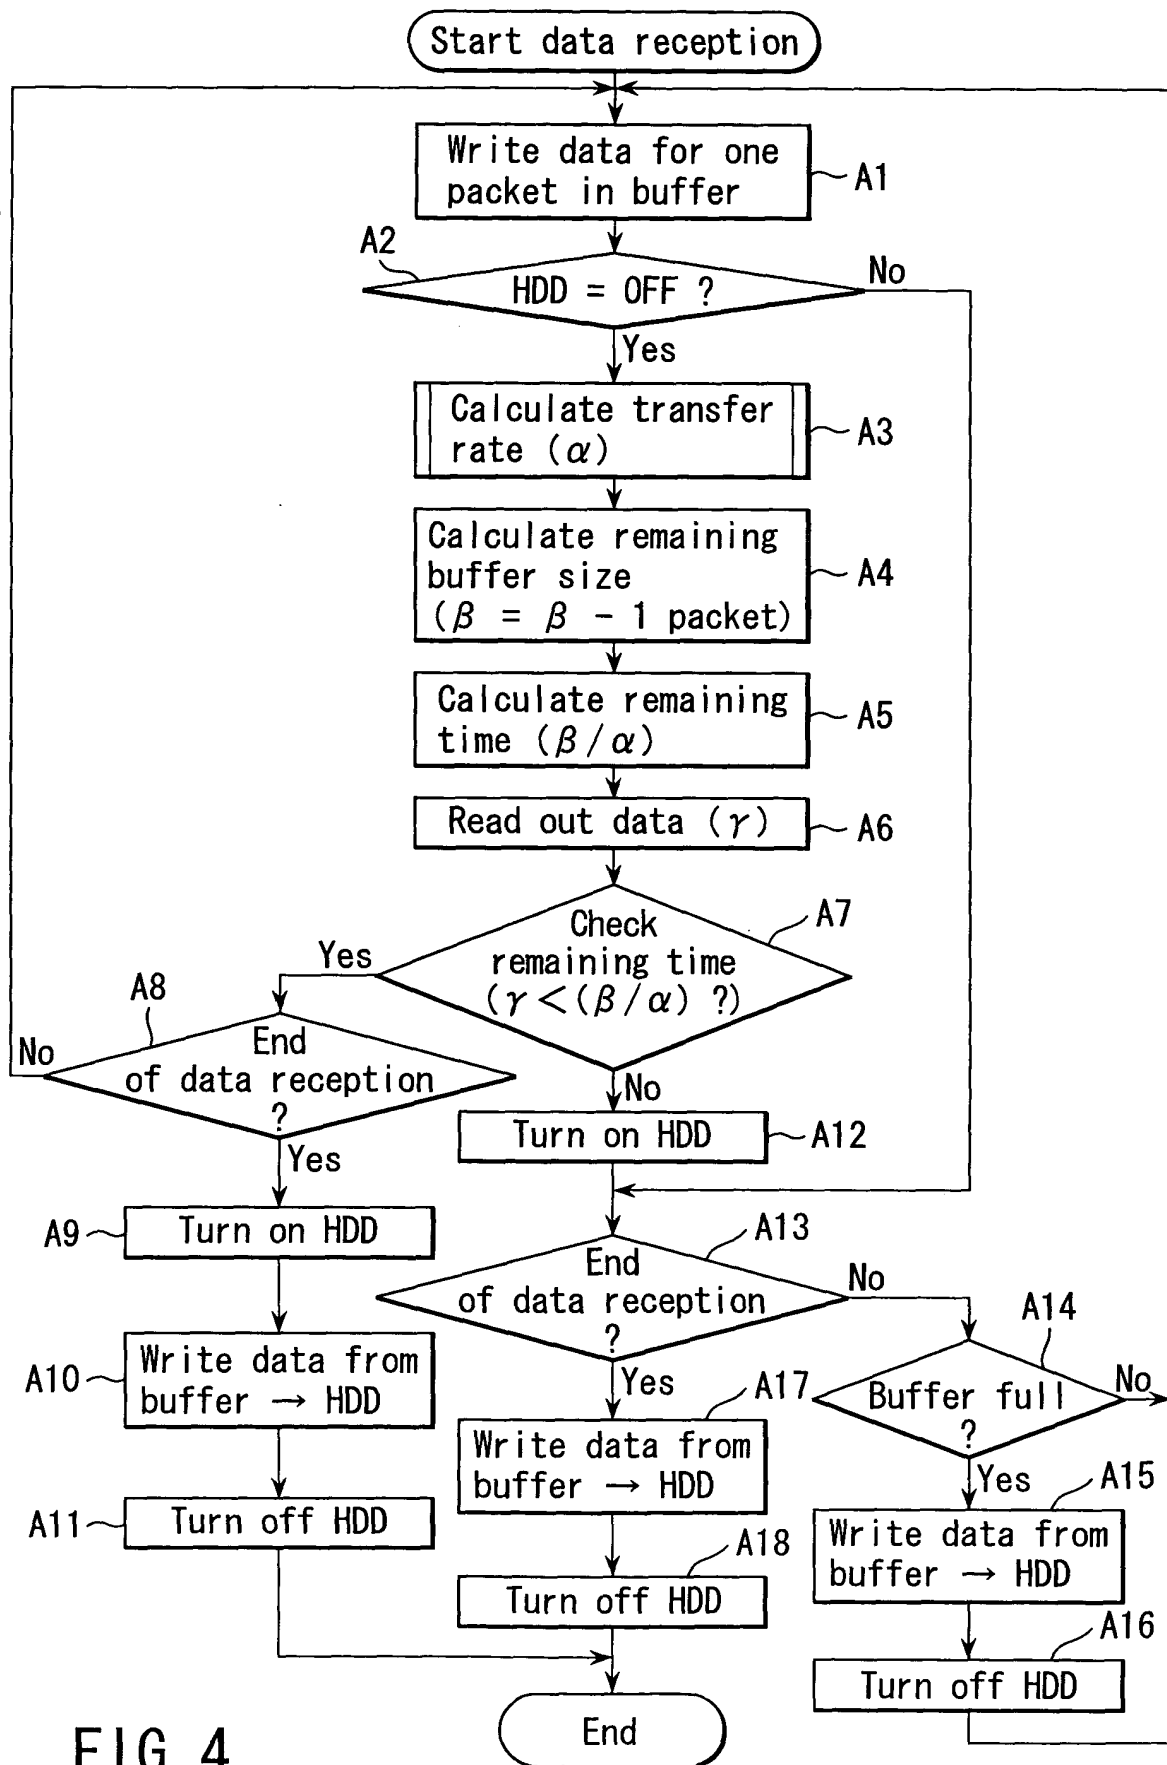 Start data reception
Write data for one
packet in buffer
A1
A2
HDD = OFF ?
No
Yes
Calculate transfer
rate (α)
A3
Calculate remaining
buffer size
(β = β - 1 packet)
A4
Calculate remaining
time (β/α)
A5
Read out data (γ)
A6
A7
Check
remaining time
(γ<(β/α) ?)
Yes
A8
End
of data reception
?
No
No
Turn on HDD
A12
Yes
A9
Turn on HDD
A13
End
of data reception
?
No
A14
Buffer full
?
No
A10
Write data from
buffer → HDD
Yes
A17
Write data from
buffer → HDD
Yes
A15
Write data from
buffer → HDD
A11
Turn off HDD
A18
Turn off HDD
A16
Turn off HDD
End
FIG. 4